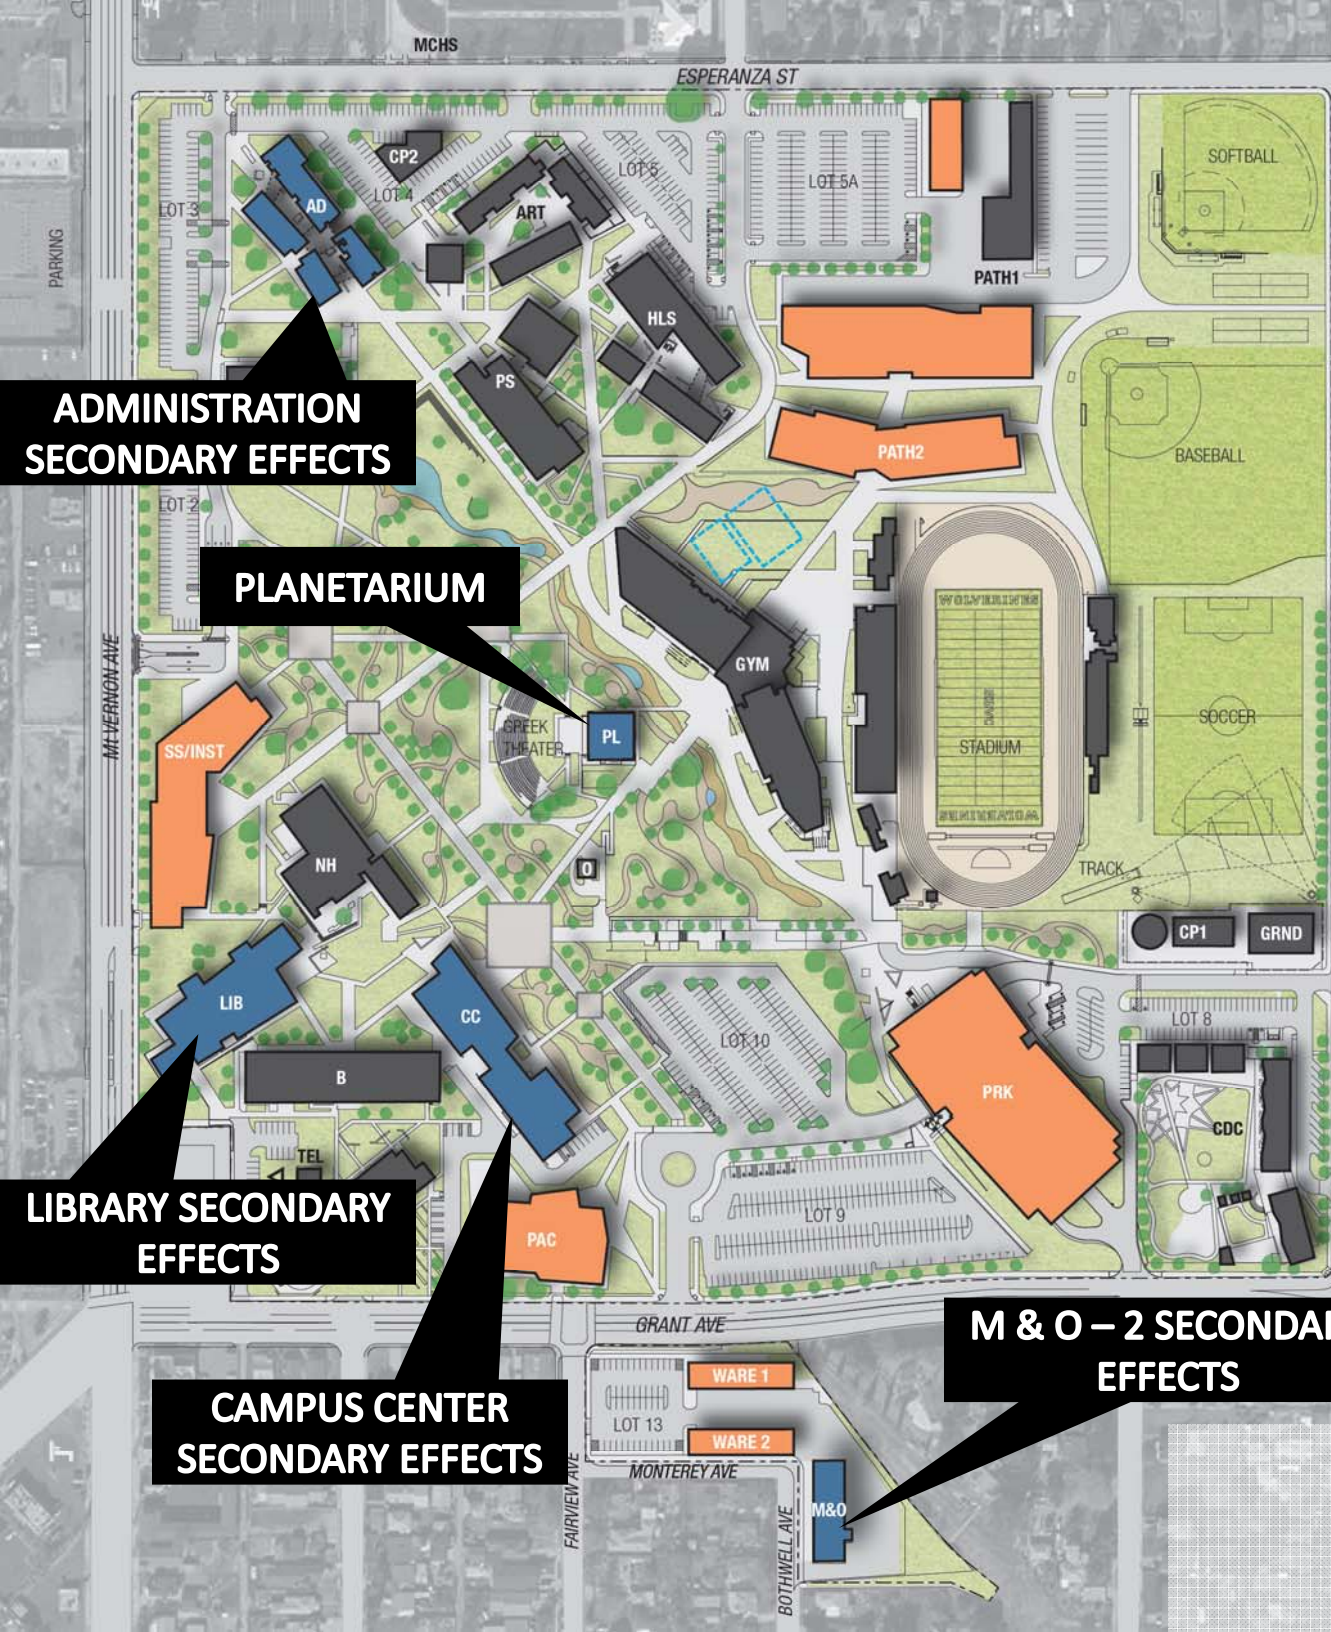 MCHS
ESPERANZA ST
CP2
LOT 4
LOT 5
LOT 5A
SOFTBALL
AD
LOT 3
ART
PARKING
PATH1
HLS
PS
ADMINISTRATION
SECONDARY EFFECTS
PATH2
BASEBALL
LOT 2
PLANETARIUM
WOLVERINES
MT VERNON AVE
GYM
SS/INST
GREEK
THEATER
PL
STADIUM
SOCCER
WOLVERINES
NH
O
TRACK
CP1
GRND
LIB
CC
LOT 10
LOT 8
B
PRK
CDC
TEL
LIBRARY SECONDARY
EFFECTS
LOT 9
PAC
GRANT AVE
M & O – 2 SECONDAR
EFFECTS
WARE 1
CAMPUS CENTER
SECONDARY EFFECTS
LOT 13
WARE 2
MONTEREY AVE
FAIRVIEW AVE
M&O
BOTHWELL AVE